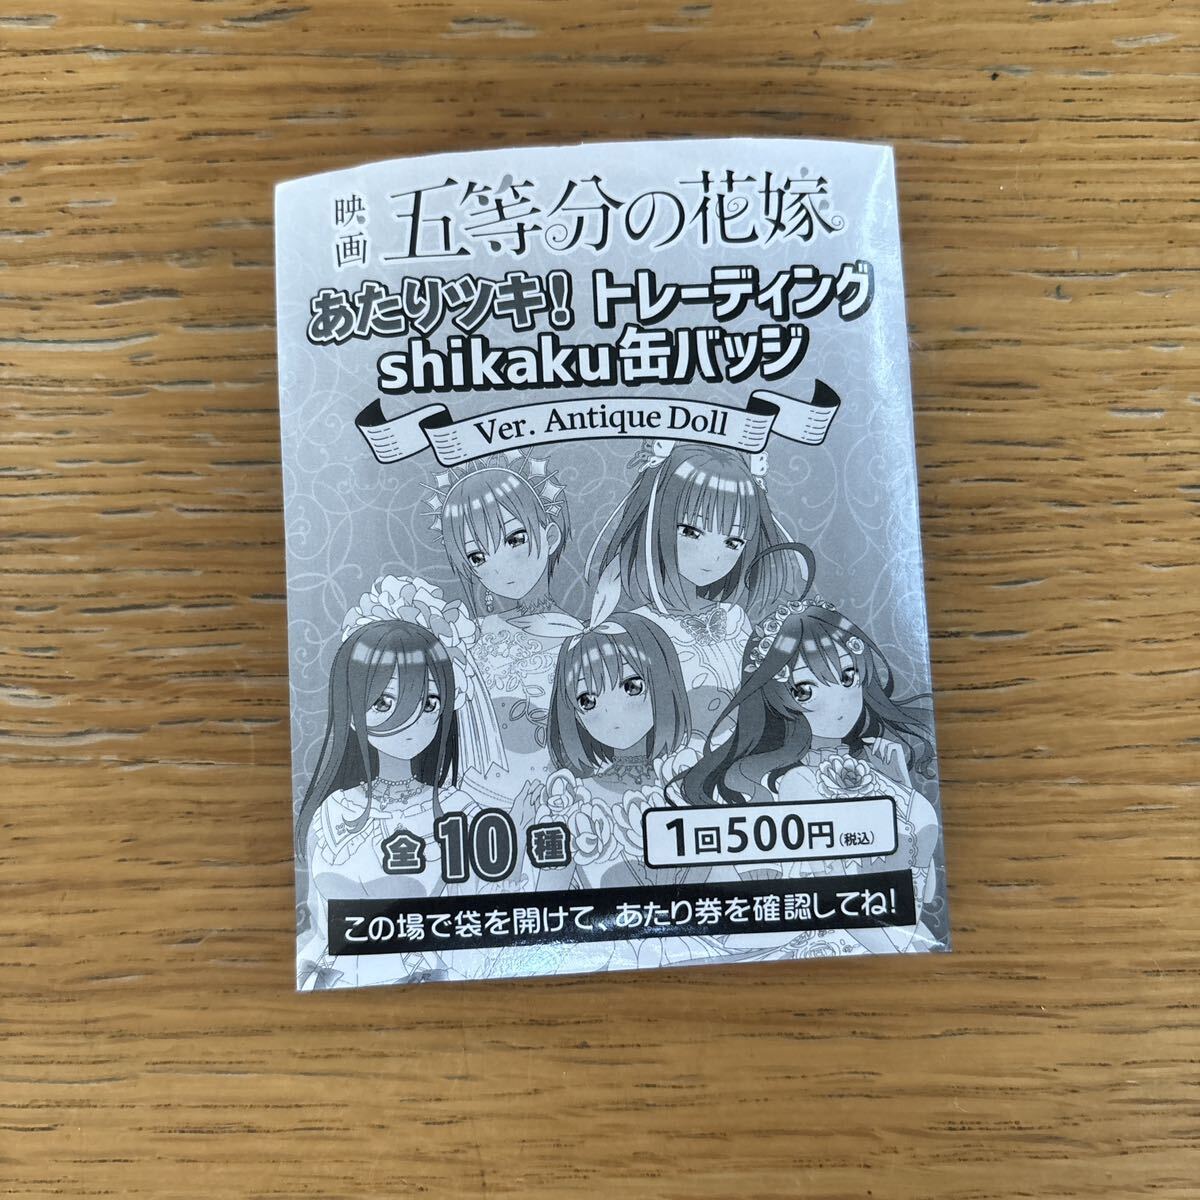 映画 五等分の花嫁
あたりツキ! トレーディング
shikaku缶バッジ
Ver. Antique Doll
全10種
1回500円(税込)
この場で袋を開けて、あたり券を確認してね!